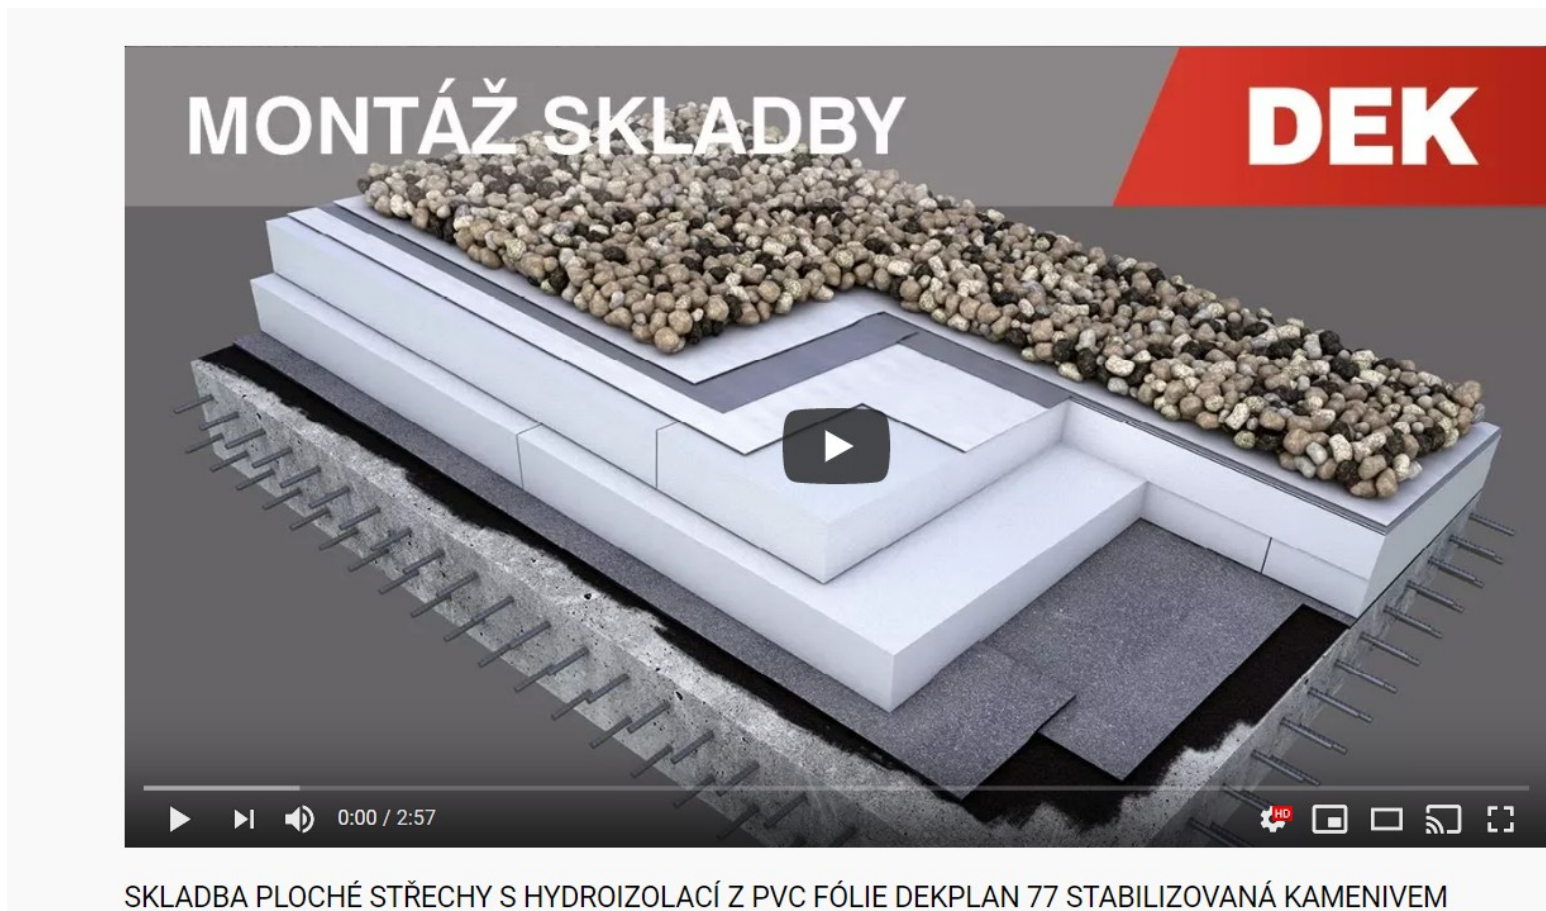 MONTÁŽ SKLADBY
DEK
0:00 / 2:57
HD
SKLADBA PLOCHÉ STŘECHY S HYDROIZOLACÍ Z PVC FÓLIE DEKPLAN 77 STABILIZOVANÁ KAMENIVEM